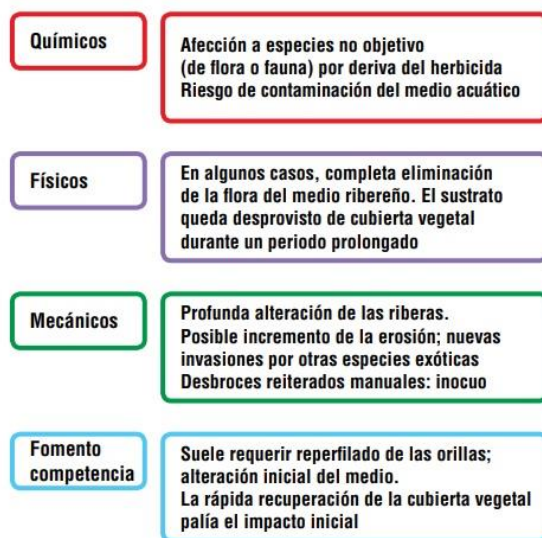 Químicos
Afección a especies no objetivo
(de flora o fauna) por deriva del herbicida
Riesgo de contaminación del medio acuático
Físicos
En algunos casos, completa eliminación
de la flora del medio ribereño. El sustrato
queda desprovisto de cubierta vegetal
durante un periodo prolongado
Mecánicos
Profunda alteración de las riberas.
Posible incremento de la erosión; nuevas
invasiones por otras especies exóticas
Desbroces reiterados manuales: inocuo
Fomento
competencia
Suele requerir reperfilado de las orillas;
alteración inicial del medio.
La rápida recuperación de la cubierta vegetal
palía el impacto inicial